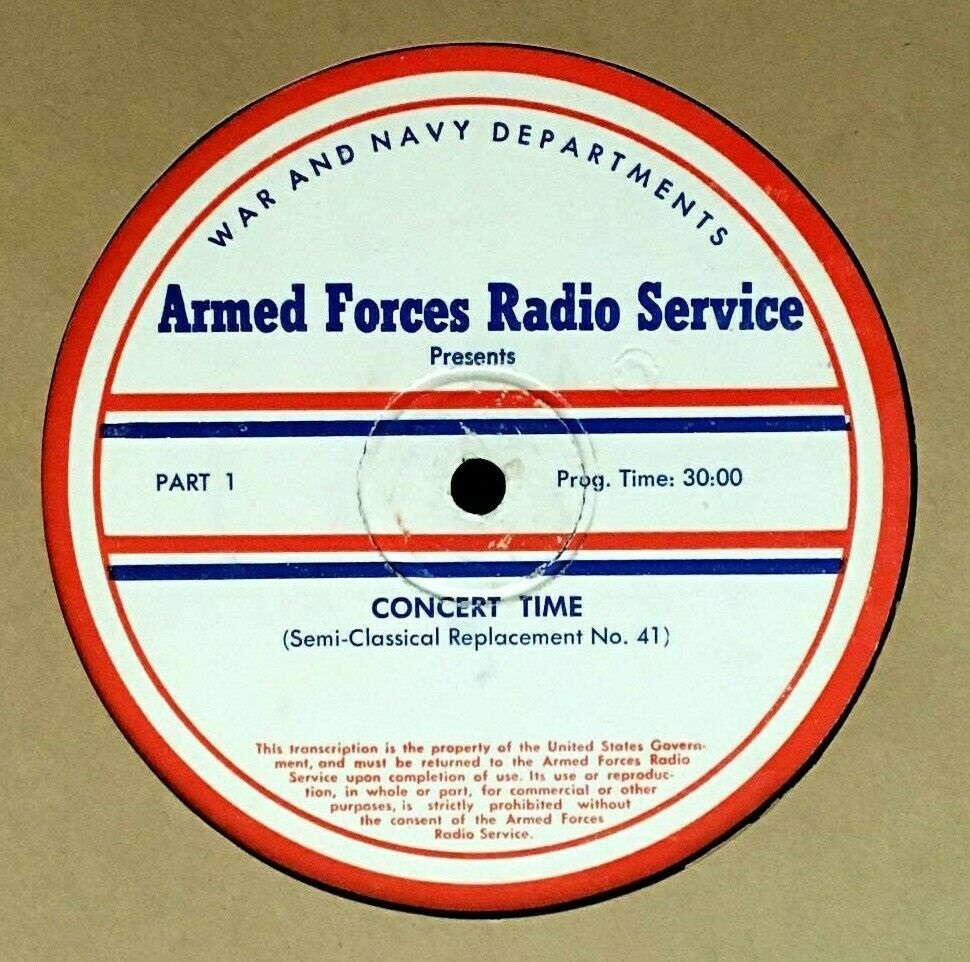 WAR AND NAVY DEPARTMENTS
Armed Forces Radio Service
Presents
PART 1 Prog. Time: 30:00
CONCERT TIME
(Semi-Classical Replacement No. 41)
This transcription is the property of the United States Govern-
ment, and must be returned to the Armed Forces Radio
Service upon completion of use. Its use or reproduc-
tion, in whole or part, for commercial or other
purposes, is strictly prohibited without
the consent of the Armed Forces
Radio Service.